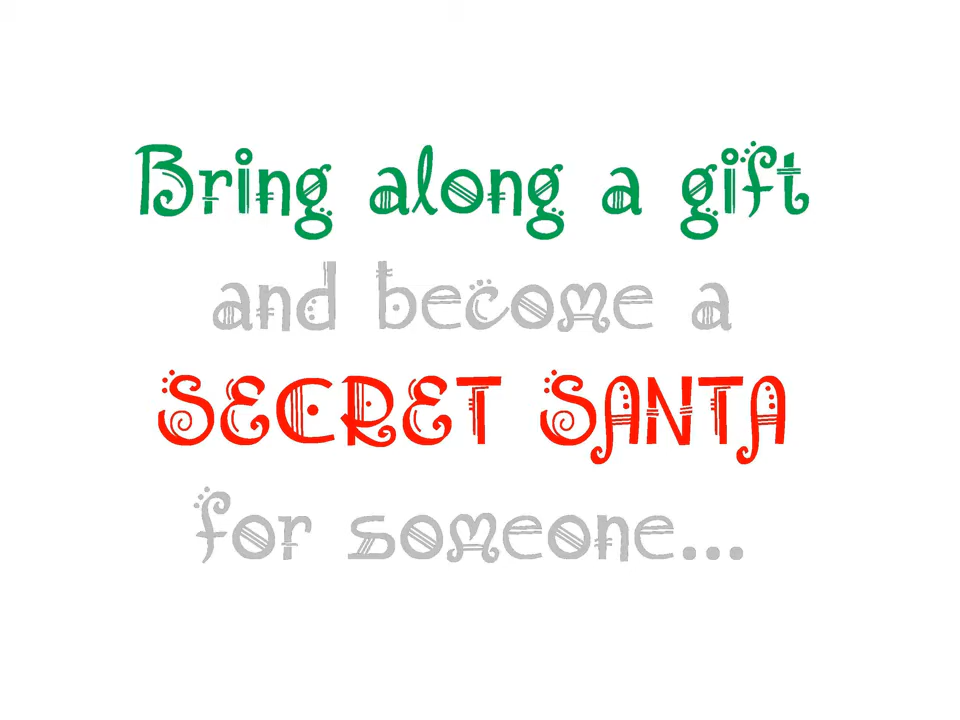 Bring along a gift
and become a
SECRET SANTA
for someone...